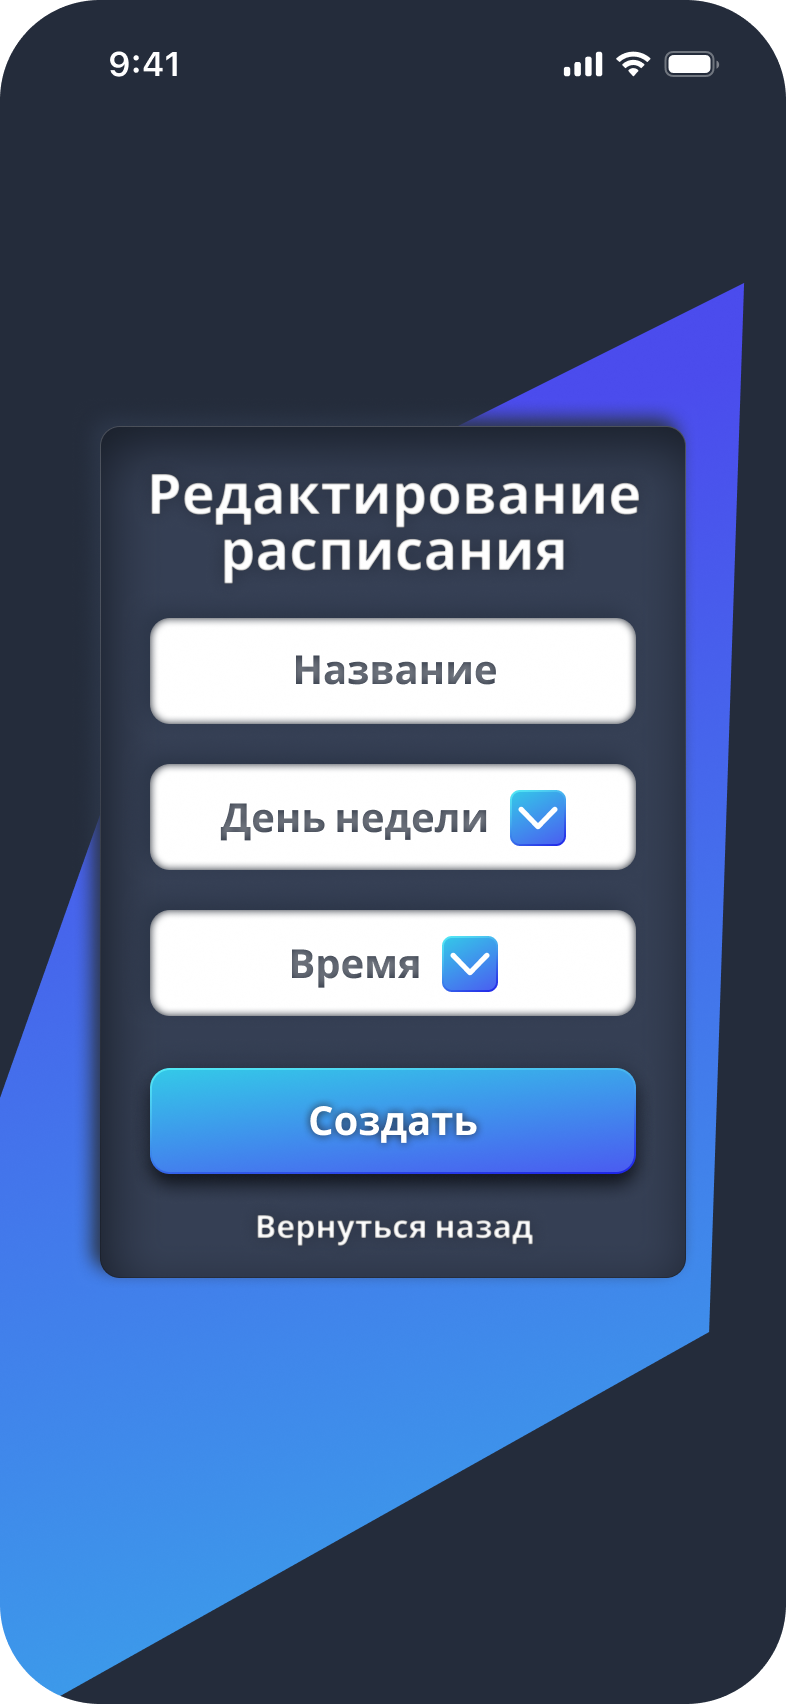 9:41
Редактирование
расписания
Название
День недели
Время
Создать
Вернуться назад